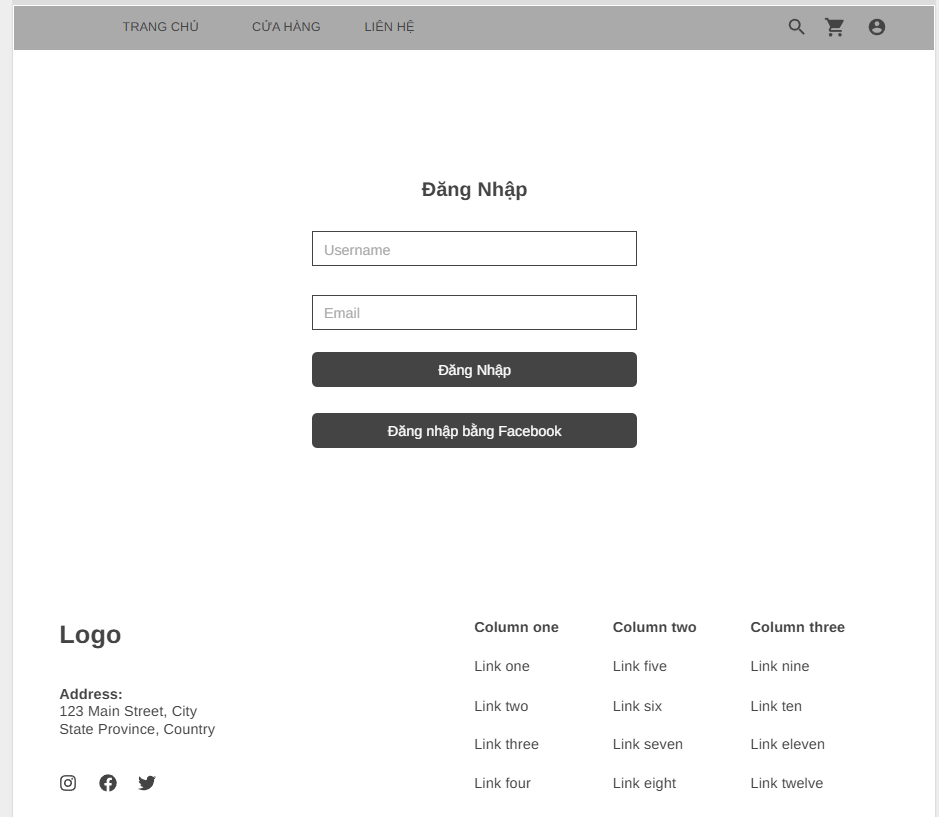 TRANG CHỦ CỬA HÀNG LIÊN HỆ
Đăng Nhập
Username
Email
Đăng Nhập
Đăng nhập bằng Facebook
Logo
Address:
123 Main Street, City
State Province, Country
Column one
Link one
Link two
Link three
Link four
Column two
Link five
Link six
Link seven
Link eight
Column three
Link nine
Link ten
Link eleven
Link twelve